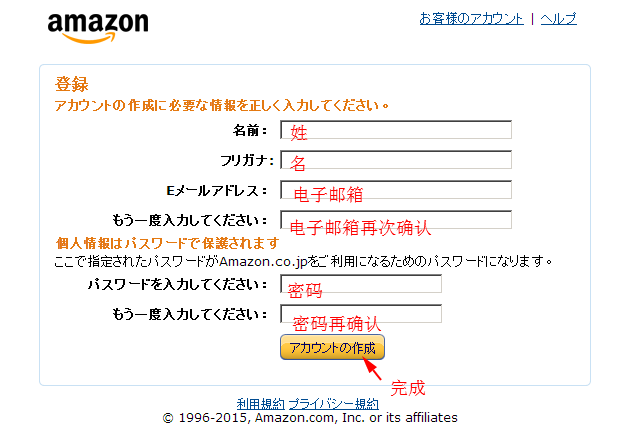 amazon
お客様のアカウント | ヘルプ
登録
アカウントの作成に必要な情報を正しく入力してください。
名前： 姓
フリガナ： 名
Eメールアドレス： 电子邮箱
もう一度入力してください： 电子邮箱再次确认
個人情報はパスワードで保護されます
ここで指定されたパスワードがAmazon.co.jpをご利用になるためのパスワードになります。
パスワードを入力してください： 密码
もう一度入力してください： 密码再确认
アカウントの作成
完成
利用規約 プライバシー規約
© 1996-2015, Amazon.com, Inc. or its affiliates